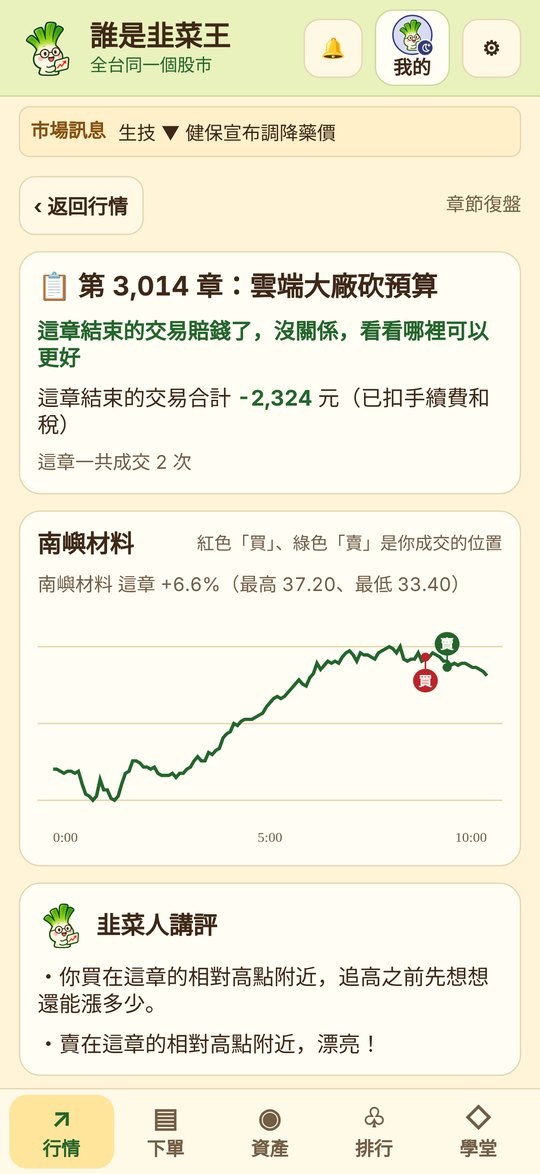 誰是韭菜王
全台同一個股市
我的
市場訊息 生技 ▼ 健保宣布調降藥價
‹ 返回行情
章節復盤
📋 第 3,014 章：雲端大廠砍預算
這章結束的交易賠錢了，沒關係，看看哪裡可以
更好
這章結束的交易合計 -2,324 元（已扣手續費和
稅）
這章一共成交 2 次
南嶼材料
紅色「買」、綠色「賣」是你成交的位置
南嶼材料 這章 +6.6%（最高 37.20、最低 33.40）
賣
買
0:00 5:00 10:00
韭菜人講評
・你買在這章的相對高點附近，追高之前先想想
還能漲多少。
・賣在這章的相對高點附近，漂亮！
行情 下單 資產 排行 學堂